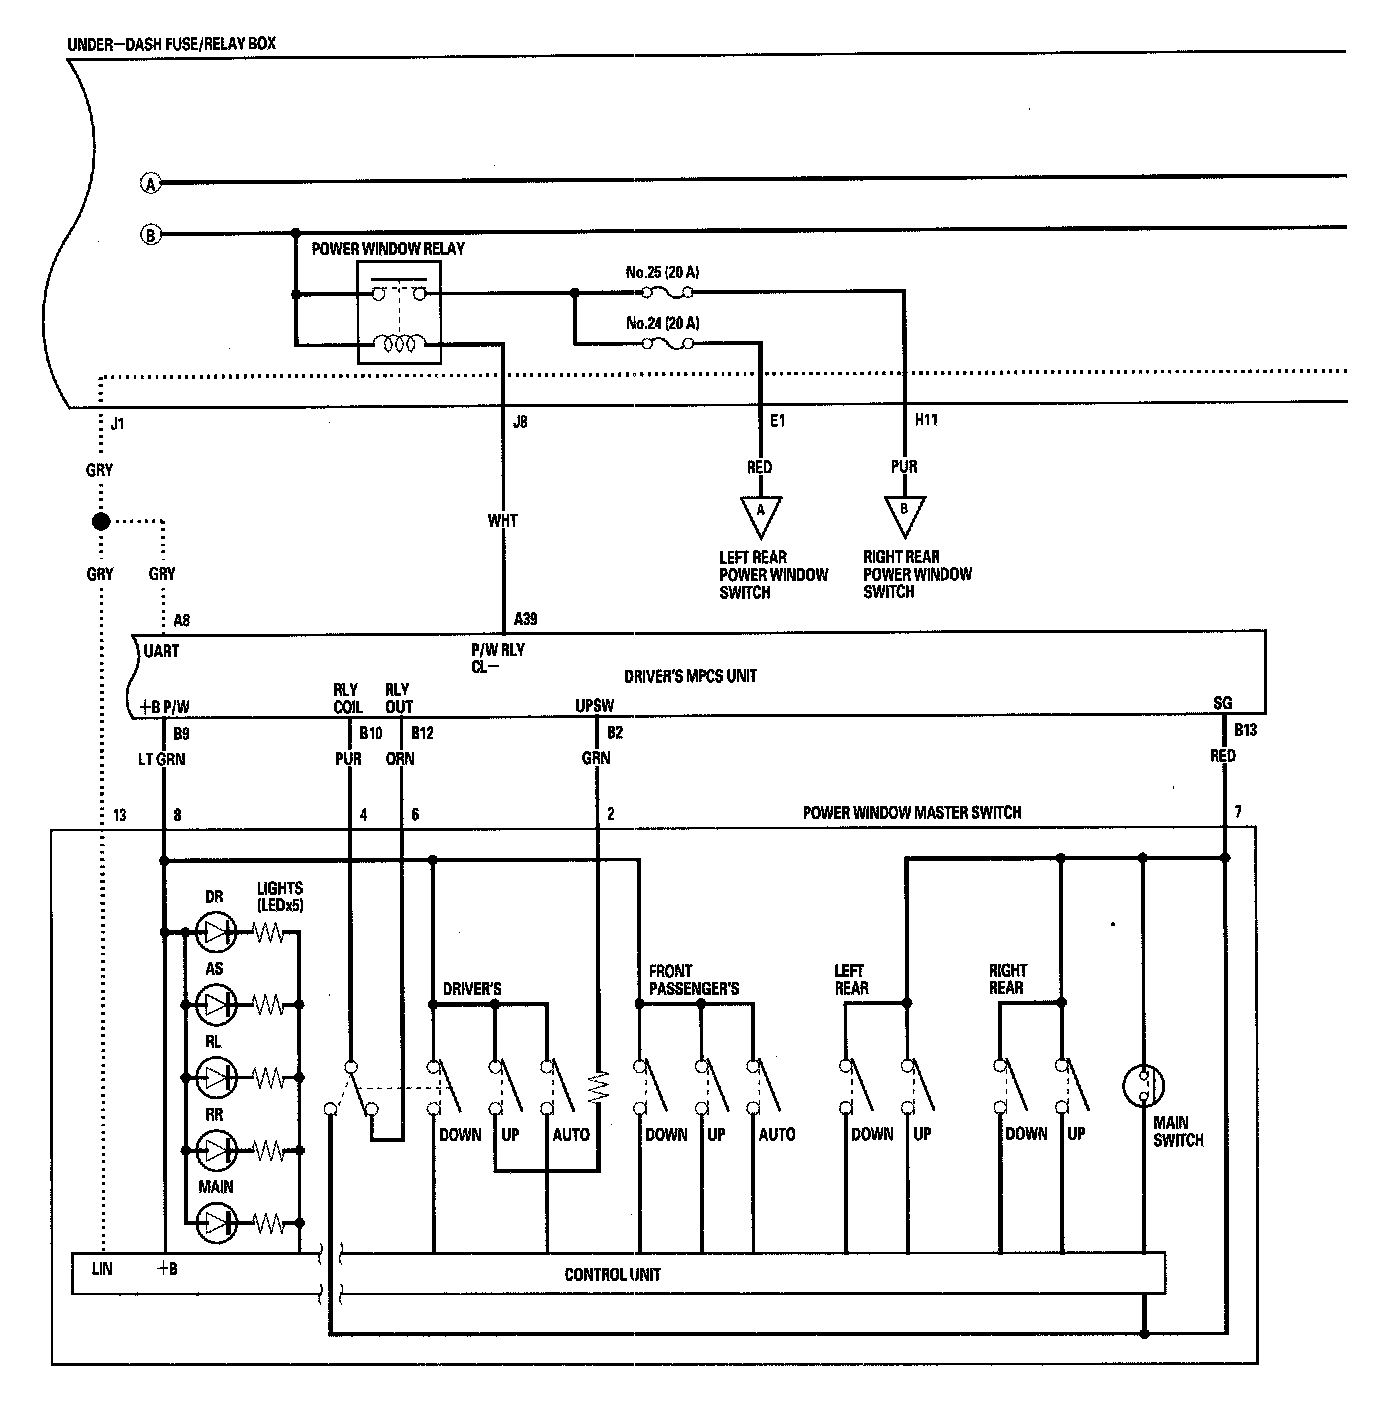 UNDER-DASH FUSE/RELAY BOX
A
B
POWER WINDOW RELAY
No.25 (20 A)
No.24 (20 A)
J1
J8
E1
H11
GRY
RED
PUR
A
B
WHT
LEFT REAR
POWER WINDOW
SWITCH
RIGHT REAR
POWER WINDOW
SWITCH
GRY
GRY
A8
A39
UART
P/W RLY
CL-
DRIVER'S MPCS UNIT
+B P/W
RLY
COIL
RLY
OUT
UPSW
SG
B9
B10
B12
B2
B13
LT GRN
PUR
ORN
GRN
RED
13
8
4
6
2
POWER WINDOW MASTER SWITCH
7
DR
LIGHTS
(LEDx5)
AS
RL
RR
MAIN
DRIVER'S
FRONT
PASSENGER'S
LEFT
REAR
RIGHT
REAR
DOWN
UP
AUTO
DOWN
UP
AUTO
DOWN
UP
DOWN
UP
MAIN
SWITCH
LIN
+B
CONTROL UNIT